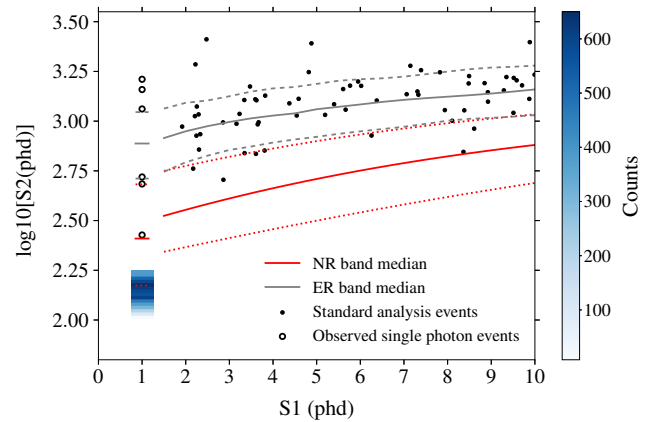 3.50
3.25
3.00
2.75
2.50
2.25
2.00
log10[S2(phd)]
NR band median
ER band median
Standard analysis events
Observed single photon events
0 1 2 3 4 5 6 7 8 9 10
S1 (phd)
600
500
400
300
200
100
Counts